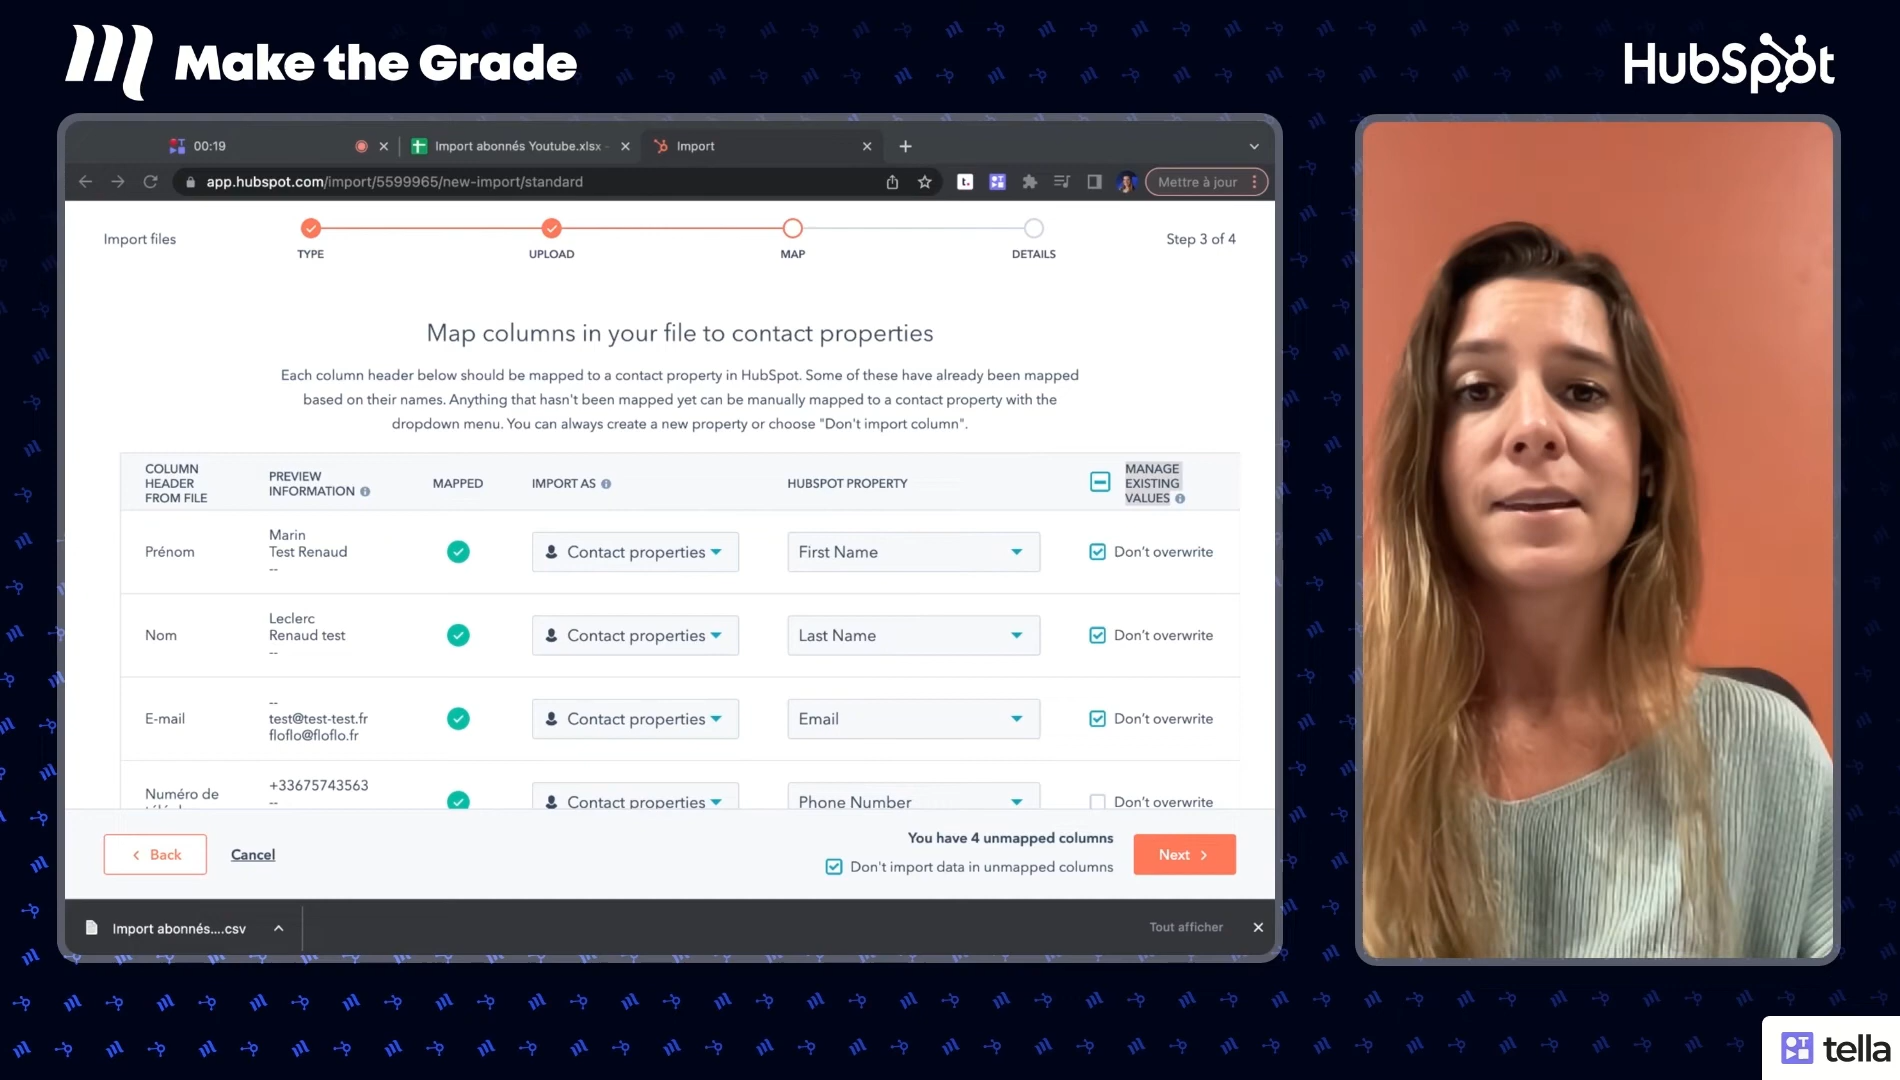 Make the Grade
HubSpot
00:19
Import abonnés Youtube.xlsx -
Import
app.hubspot.com/import/5599965/new-import/standard
Mettre à jour
Import files
TYPE
UPLOAD
MAP
DETAILS
Step 3 of 4
Map columns in your file to contact properties
Each column header below should be mapped to a contact property in HubSpot. Some of these have already been mapped
based on their names. Anything that hasn't been mapped yet can be manually mapped to a contact property with the
dropdown menu. You can always create a new property or choose "Don't import column".
COLUMN
HEADER
FROM FILE
PREVIEW
INFORMATION
MAPPED
IMPORT AS
HUBSPOT PROPERTY
MANAGE
EXISTING
VALUES
Prénom
Marin
Test Renaud
--
Contact properties
First Name
Don't overwrite
Nom
Leclerc
Renaud test
--
Contact properties
Last Name
Don't overwrite
E-mail
--
test@test-test.fr
floflo@floflo.fr
Contact properties
Email
Don't overwrite
Numéro de
+33675743563
--
Contact properties
Phone Number
Don't overwrite
Back
Cancel
You have 4 unmapped columns
Don't import data in unmapped columns
Next
Import abonnés....csv
Tout afficher
tella